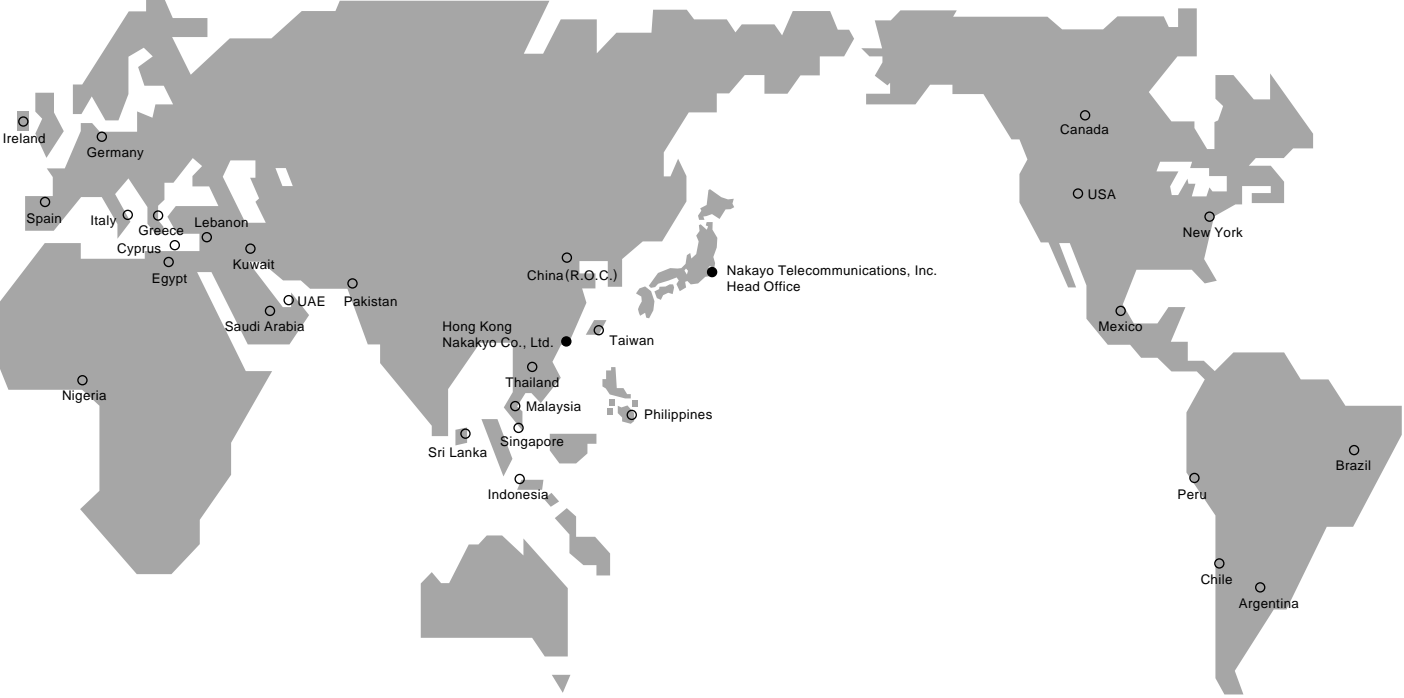 Ireland
Germany
Canada
Spain
Italy
Greece
Lebanon
USA
New York
Cyprus
Egypt
Kuwait
China(R.O.C.)
Nakayo Telecommunications, Inc.
Head Office
UAE
Pakistan
Saudi Arabia
Hong Kong
Nakakyo Co., Ltd.
Taiwan
Mexico
Nigeria
Thailand
Malaysia
Philippines
Singapore
Sri Lanka
Indonesia
Brazil
Peru
Chile
Argentina